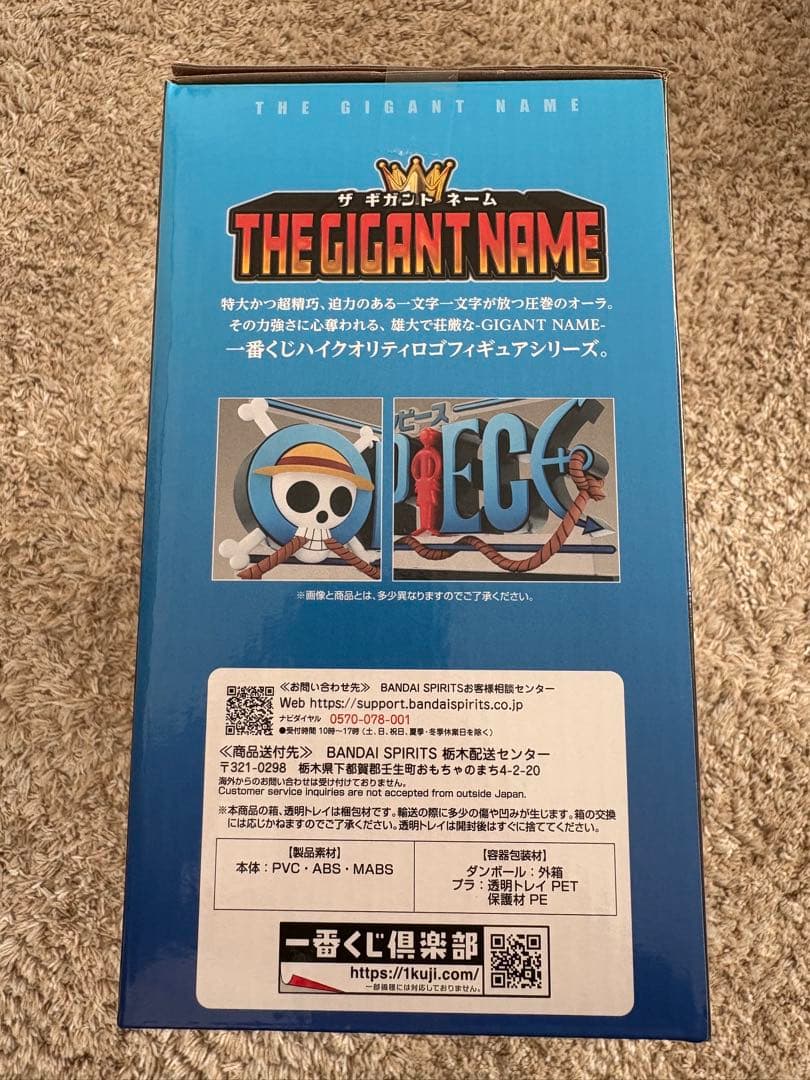 THE GIGANT NAME
ザ ギガント ネーム
THE GIGANT NAME
特大かつ超精巧、迫力のある一文字一文字が放つ圧巻のオーラ。
その力強さに心奪われる、雄大で荘厳な-GIGANT NAME-
一番くじハイクオリティロゴフィギュアシリーズ。
ンピース
PIECE
※画像と商品とは、多少異なりますのでご了承ください。
≪お問い合わせ先≫ BANDAI SPIRITSお客様相談センター
Web https://support.bandaispirits.co.jp
ナビダイヤル 0570-078-001
●受付時間 10時~17時(土、日、祝日、夏季・冬季休業日を除く)
≪商品送付先≫ BANDAI SPIRITS 栃木配送センター
〒321-0298 栃木県下都賀郡壬生町おもちゃのまち4-2-20
海外からのお問い合わせは受け付けておりません。
Customer service inquiries are not accepted from outside Japan.
※本商品の箱、透明トレイは梱包材です。輸送の際に多少の傷や凹みが生じます。箱の交換
には応じかねますのでご了承ください。透明トレイは開封後はすぐに捨ててください。
【製品素材】
本体:PVC・ABS・MABS
【容器包装材】
ダンボール:外箱
プラ:透明トレイ PET
保護材 PE
一番くじ倶楽部
https://1kuji.com/
一部機種には対応しておりません。